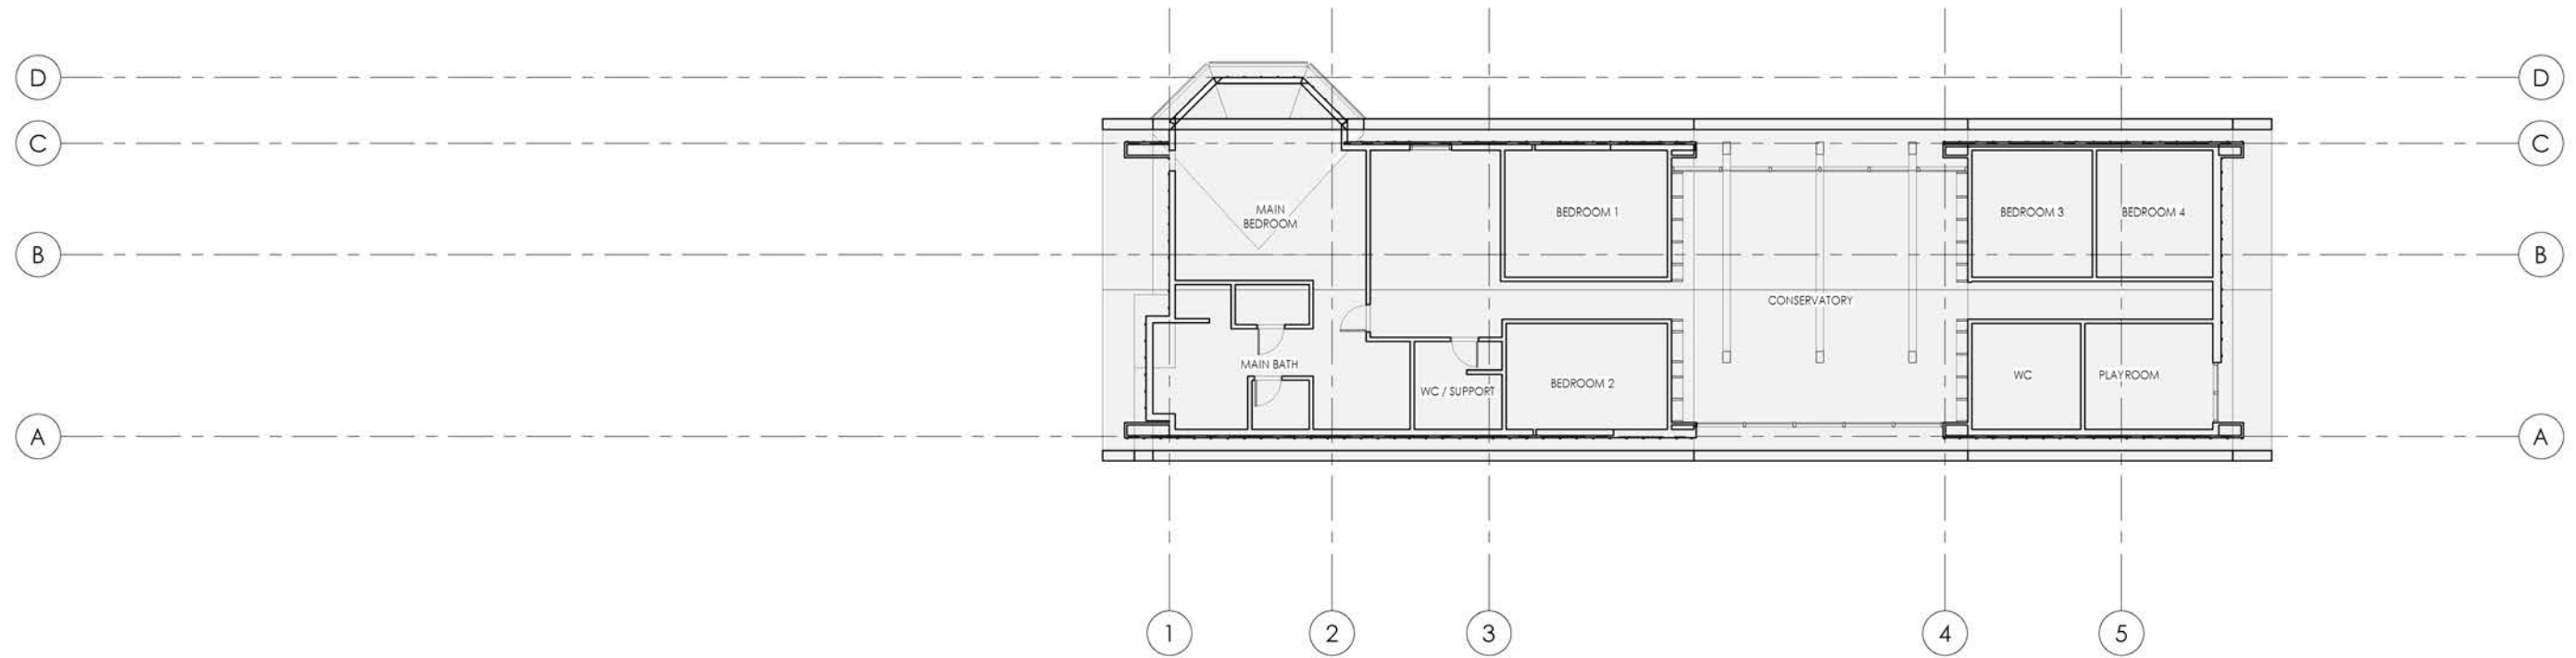 D
D
C
C
MAIN
BEDROOM
BEDROOM 1
BEDROOM 3
BEDROOM 4
B
B
CONSERVATORY
MAIN BATH
WC / SUPPORT
BEDROOM 2
WC
PLAYROOM
A
A
1
2
3
4
5